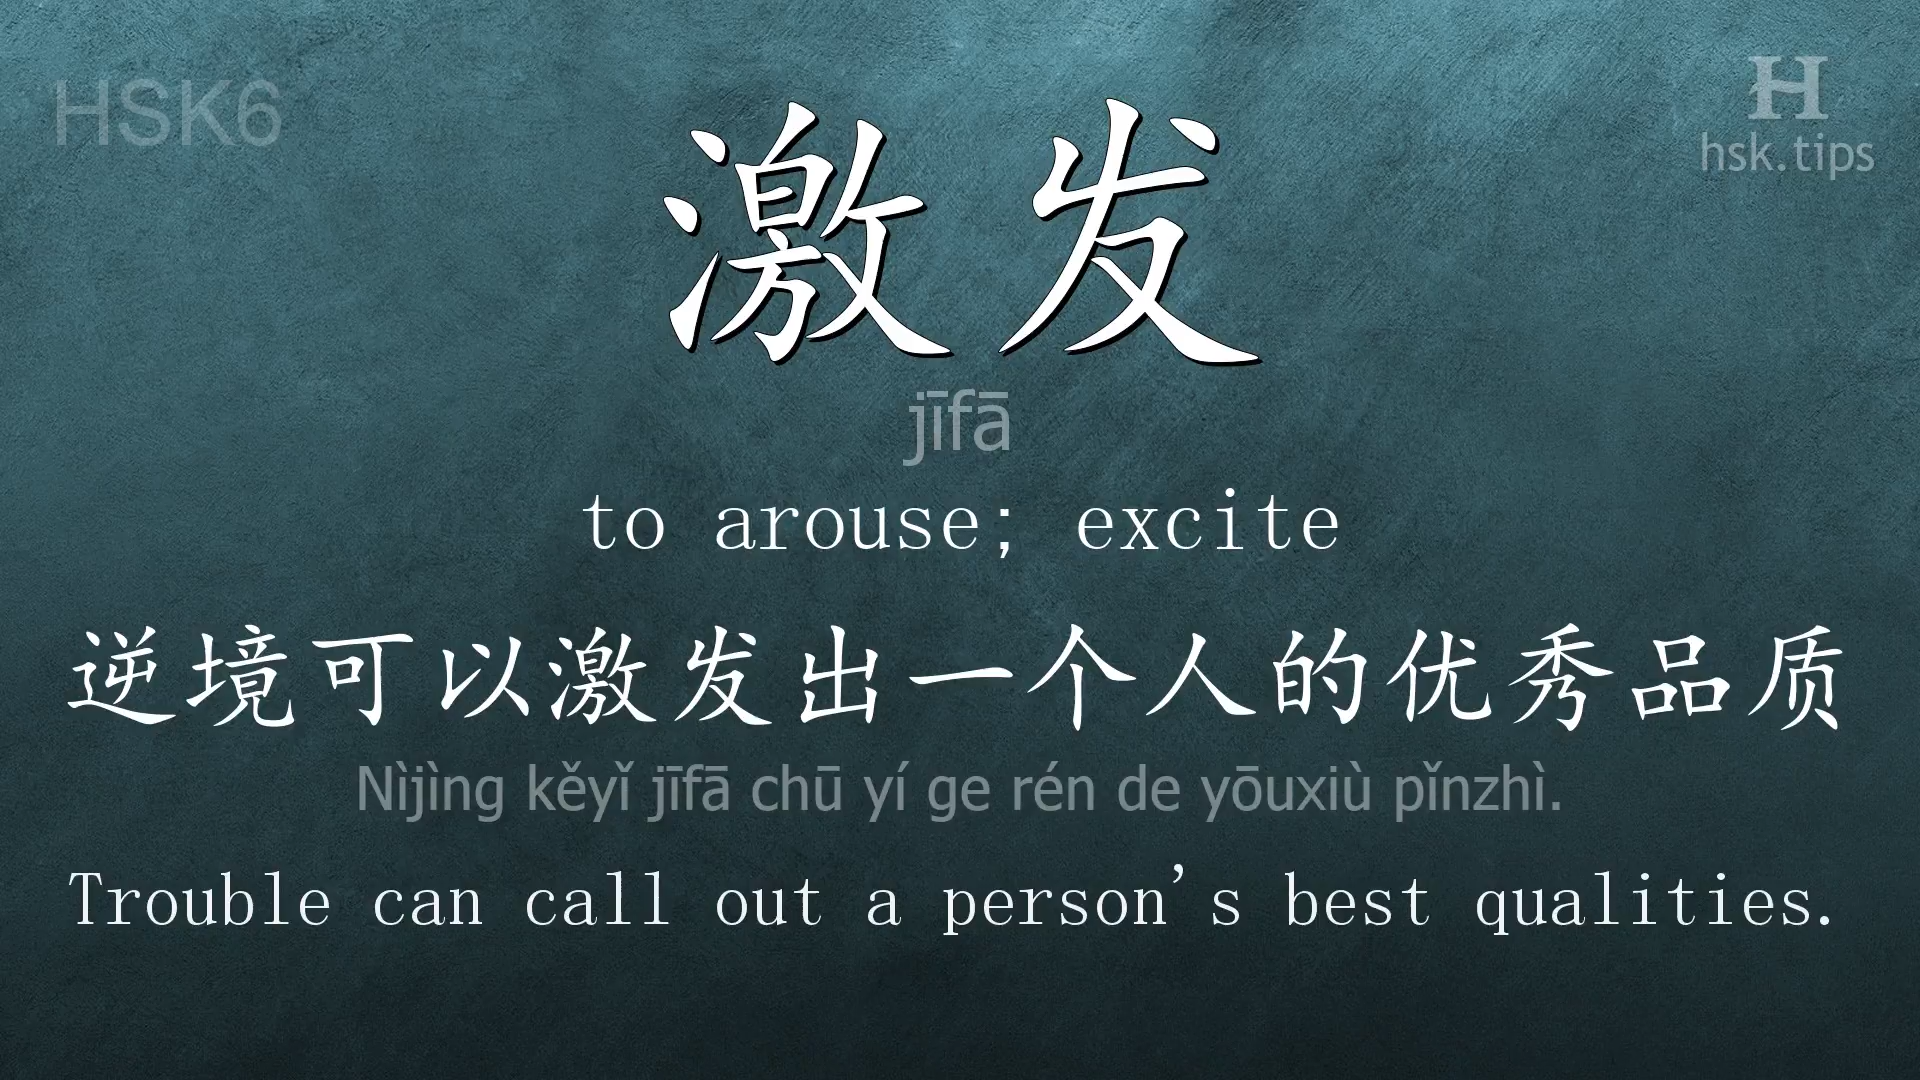 HSK6
H
hsk.tips
激发
jīfā
to arouse; excite
逆境可以激发出一个人的优秀品质
Nìjìng kěyǐ jīfā chū yí ge rén de yōuxiù pǐnzhì.
Trouble can call out a person's best qualities.